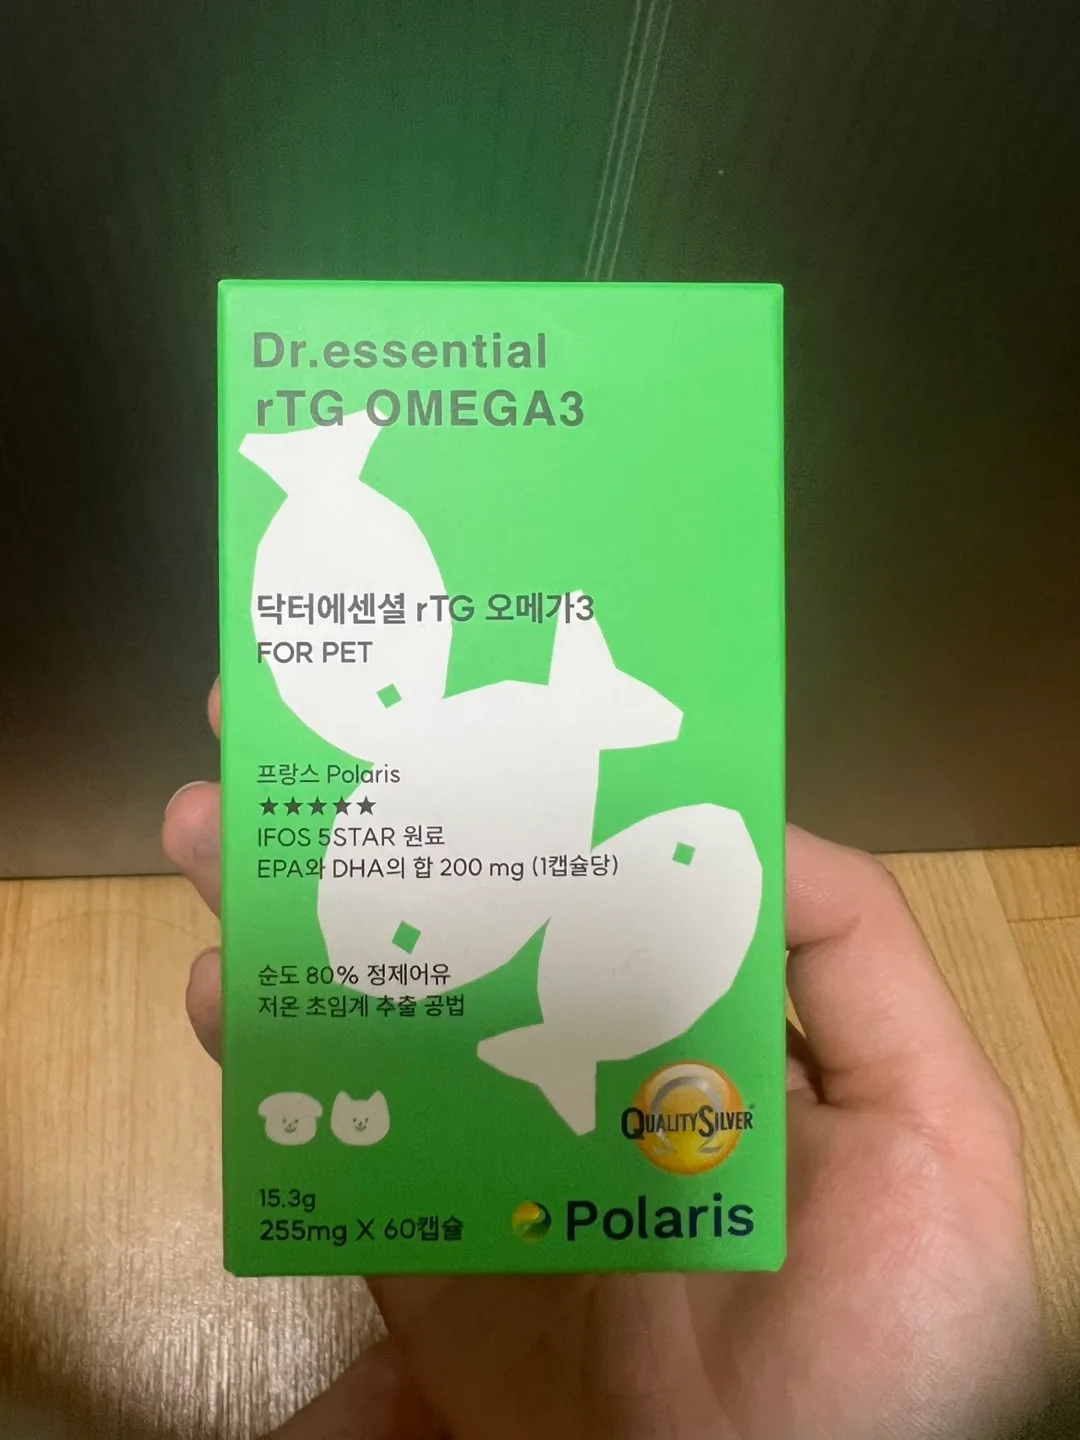 Dr.essential
rTG OMEGA3
닥터에센셜 rTG 오메가3
FOR PET
프랑스 Polaris
★★★★★
IFOS 5STAR 원료
EPA와 DHA의 합 200 mg (1캡슐당)
순도 80% 정제어유
저온 초임계 추출 공법
QUALITYSILVER
15.3g
255mg X 60캡슐
Polaris